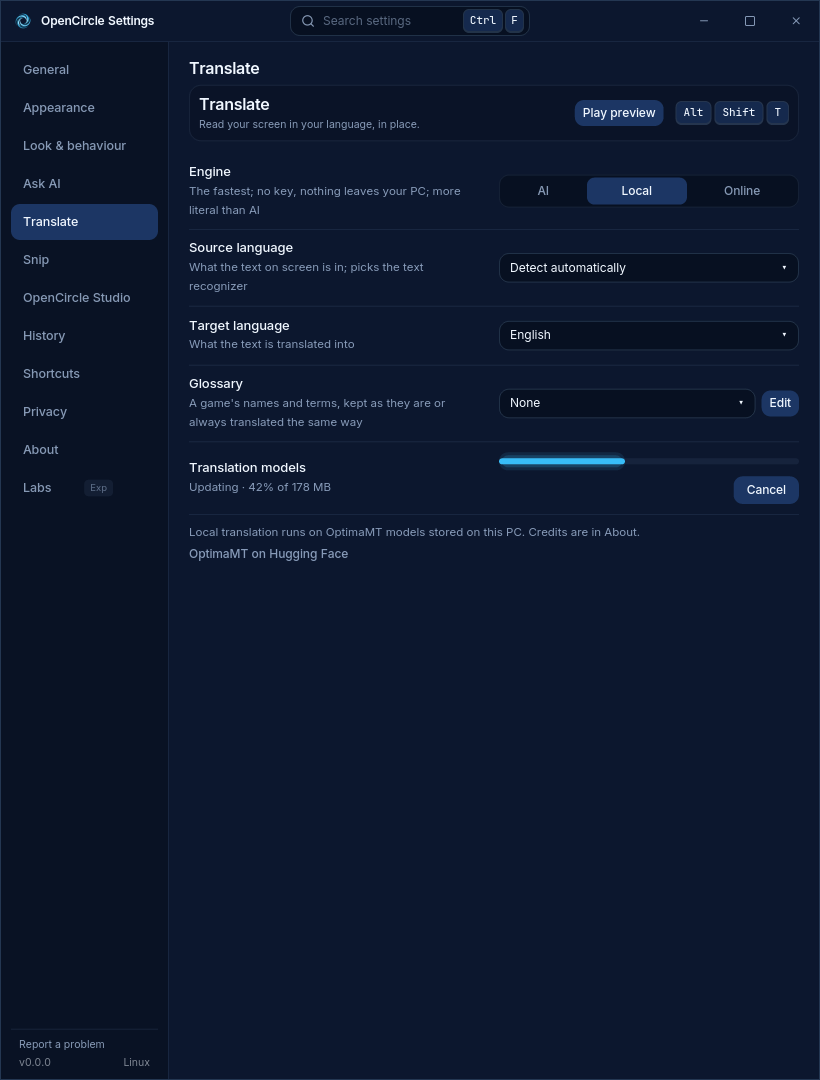 OpenCircle Settings
Search settings
Ctrl
F
General
Appearance
Look & behaviour
Ask AI
Translate
Snip
OpenCircle Studio
History
Shortcuts
Privacy
About
Labs
Exp
Report a problem
v0.0.0
Linux
Translate
Translate
Read your screen in your language, in place.
Play preview
Alt
Shift
T
Engine
The fastest; no key, nothing leaves your PC; more
literal than AI
AI
Local
Online
Source language
What the text on screen is in; picks the text
recognizer
Detect automatically
Target language
What the text is translated into
English
Glossary
A game's names and terms, kept as they are or
always translated the same way
None
Edit
Translation models
Updating · 42% of 178 MB
Cancel
Local translation runs on OptimaMT models stored on this PC. Credits are in About.
OptimaMT on Hugging Face